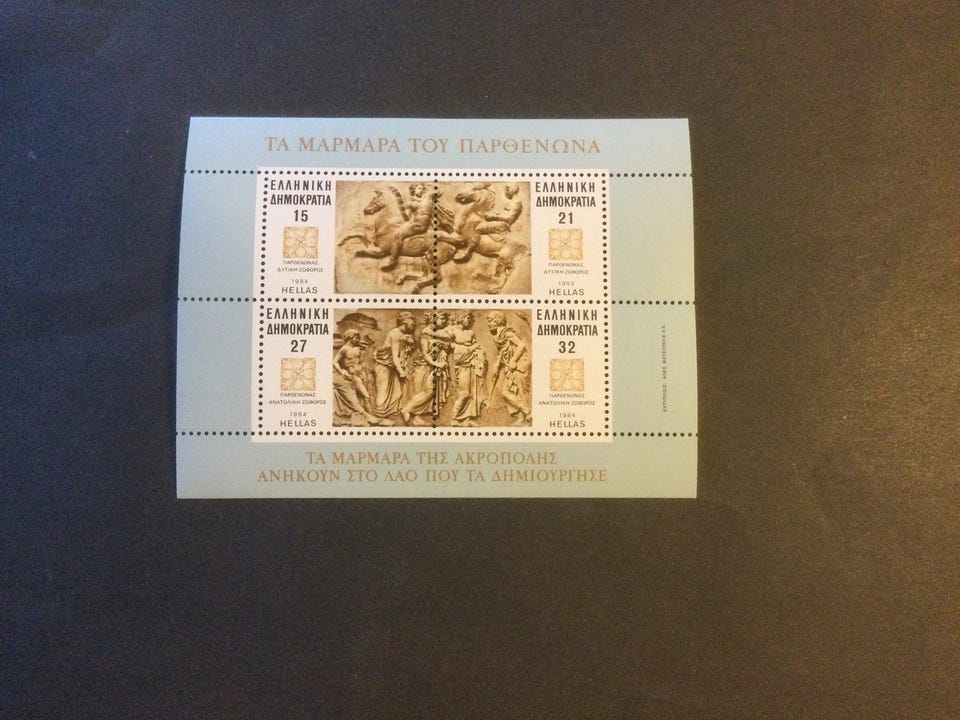 ΤΑ ΜΑΡΜΑΡΑ ΤΟΥ ΠΑΡΘΕΝΩΝΑ
ΕΛΛΗΝΙΚΗ
ΔΗΜΟΚΡΑΤΙΑ
15
ΠΑΡΘΕΝΩΝΑΣ
ΔΥΤΙΚΗ ΖΩΦΟΡΟΣ
1984
HELLAS
ΕΛΛΗΝΙΚΗ
ΔΗΜΟΚΡΑΤΙΑ
21
ΠΑΡΘΕΝΩΝΑΣ
ΔΥΤΙΚΗ ΖΩΦΟΡΟΣ
1984
HELLAS
ΕΛΛΗΝΙΚΗ
ΔΗΜΟΚΡΑΤΙΑ
27
ΠΑΡΘΕΝΩΝΑΣ
ΑΝΑΤΟΛΙΚΗ ΖΩΦΟΡΟΣ
1984
HELLAS
ΕΛΛΗΝΙΚΗ
ΔΗΜΟΚΡΑΤΙΑ
32
ΠΑΡΘΕΝΩΝΑΣ
ΑΝΑΤΟΛΙΚΗ ΖΩΦΟΡΟΣ
1984
HELLAS
ΤΑ ΜΑΡΜΑΡΑ ΤΗΣ ΑΚΡΟΠΟΛΗΣ
ΑΝΗΚΟΥΝ ΣΤΟ ΛΑΟ ΠΟΥ ΤΑ ΔΗΜΙΟΥΡΓΗΣΕ